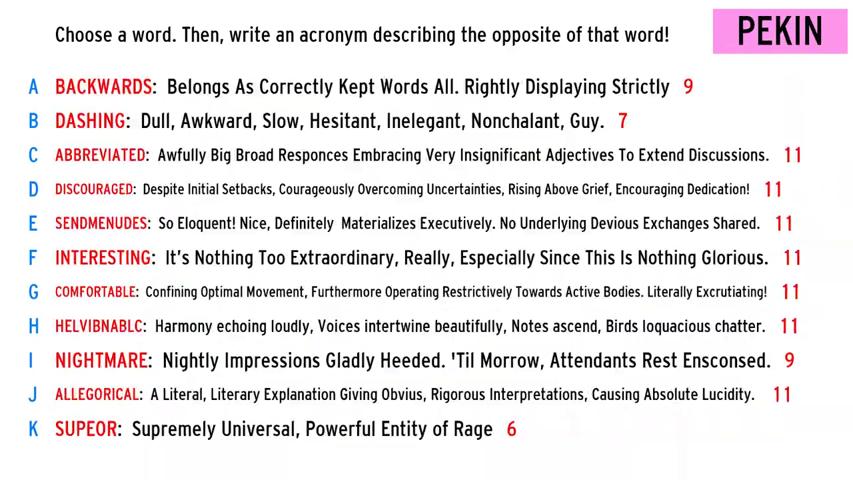 Choose a word. Then, write an acronym describing the opposite of that word!
PEKIN
A BACKWARDS: Belongs As Correctly Kept Words All. Rightly Displaying Strictly 9
B DASHING: Dull, Awkward, Slow, Hesitant, Inelegant, Nonchalant, Guy. 7
C ABBREVIATED: Awfully Big Broad Responces Embracing Very Insignificant Adjectives To Extend Discussions. 11
D DISCOURAGED: Despite Initial Setbacks, Courageously Overcoming Uncertainties, Rising Above Grief, Encouraging Dedication! 11
E SENDMENUDES: So Eloquent! Nice, Definitely Materializes Executively. No Underlying Devious Exchanges Shared. 11
F INTERESTING: It's Nothing Too Extraordinary, Really, Especially Since This Is Nothing Glorious. 11
G COMFORTABLE: Confining Optimal Movement, Furthermore Operating Restrictively Towards Active Bodies. Literally Excrutiating! 11
H HELVIBNABLC: Harmony echoing loudly, Voices intertwine beautifully, Notes ascend, Birds loquacious chatter. 11
I NIGHTMARE: Nightly Impressions Gladly Heeded. 'Til Morrow, Attendants Rest Ensconsed. 9
J ALLEGORICAL: A Literal, Literary Explanation Giving Obvius, Rigorous Interpretations, Causing Absolute Lucidity. 11
K SUPEOR: Supremely Universal, Powerful Entity of Rage 6